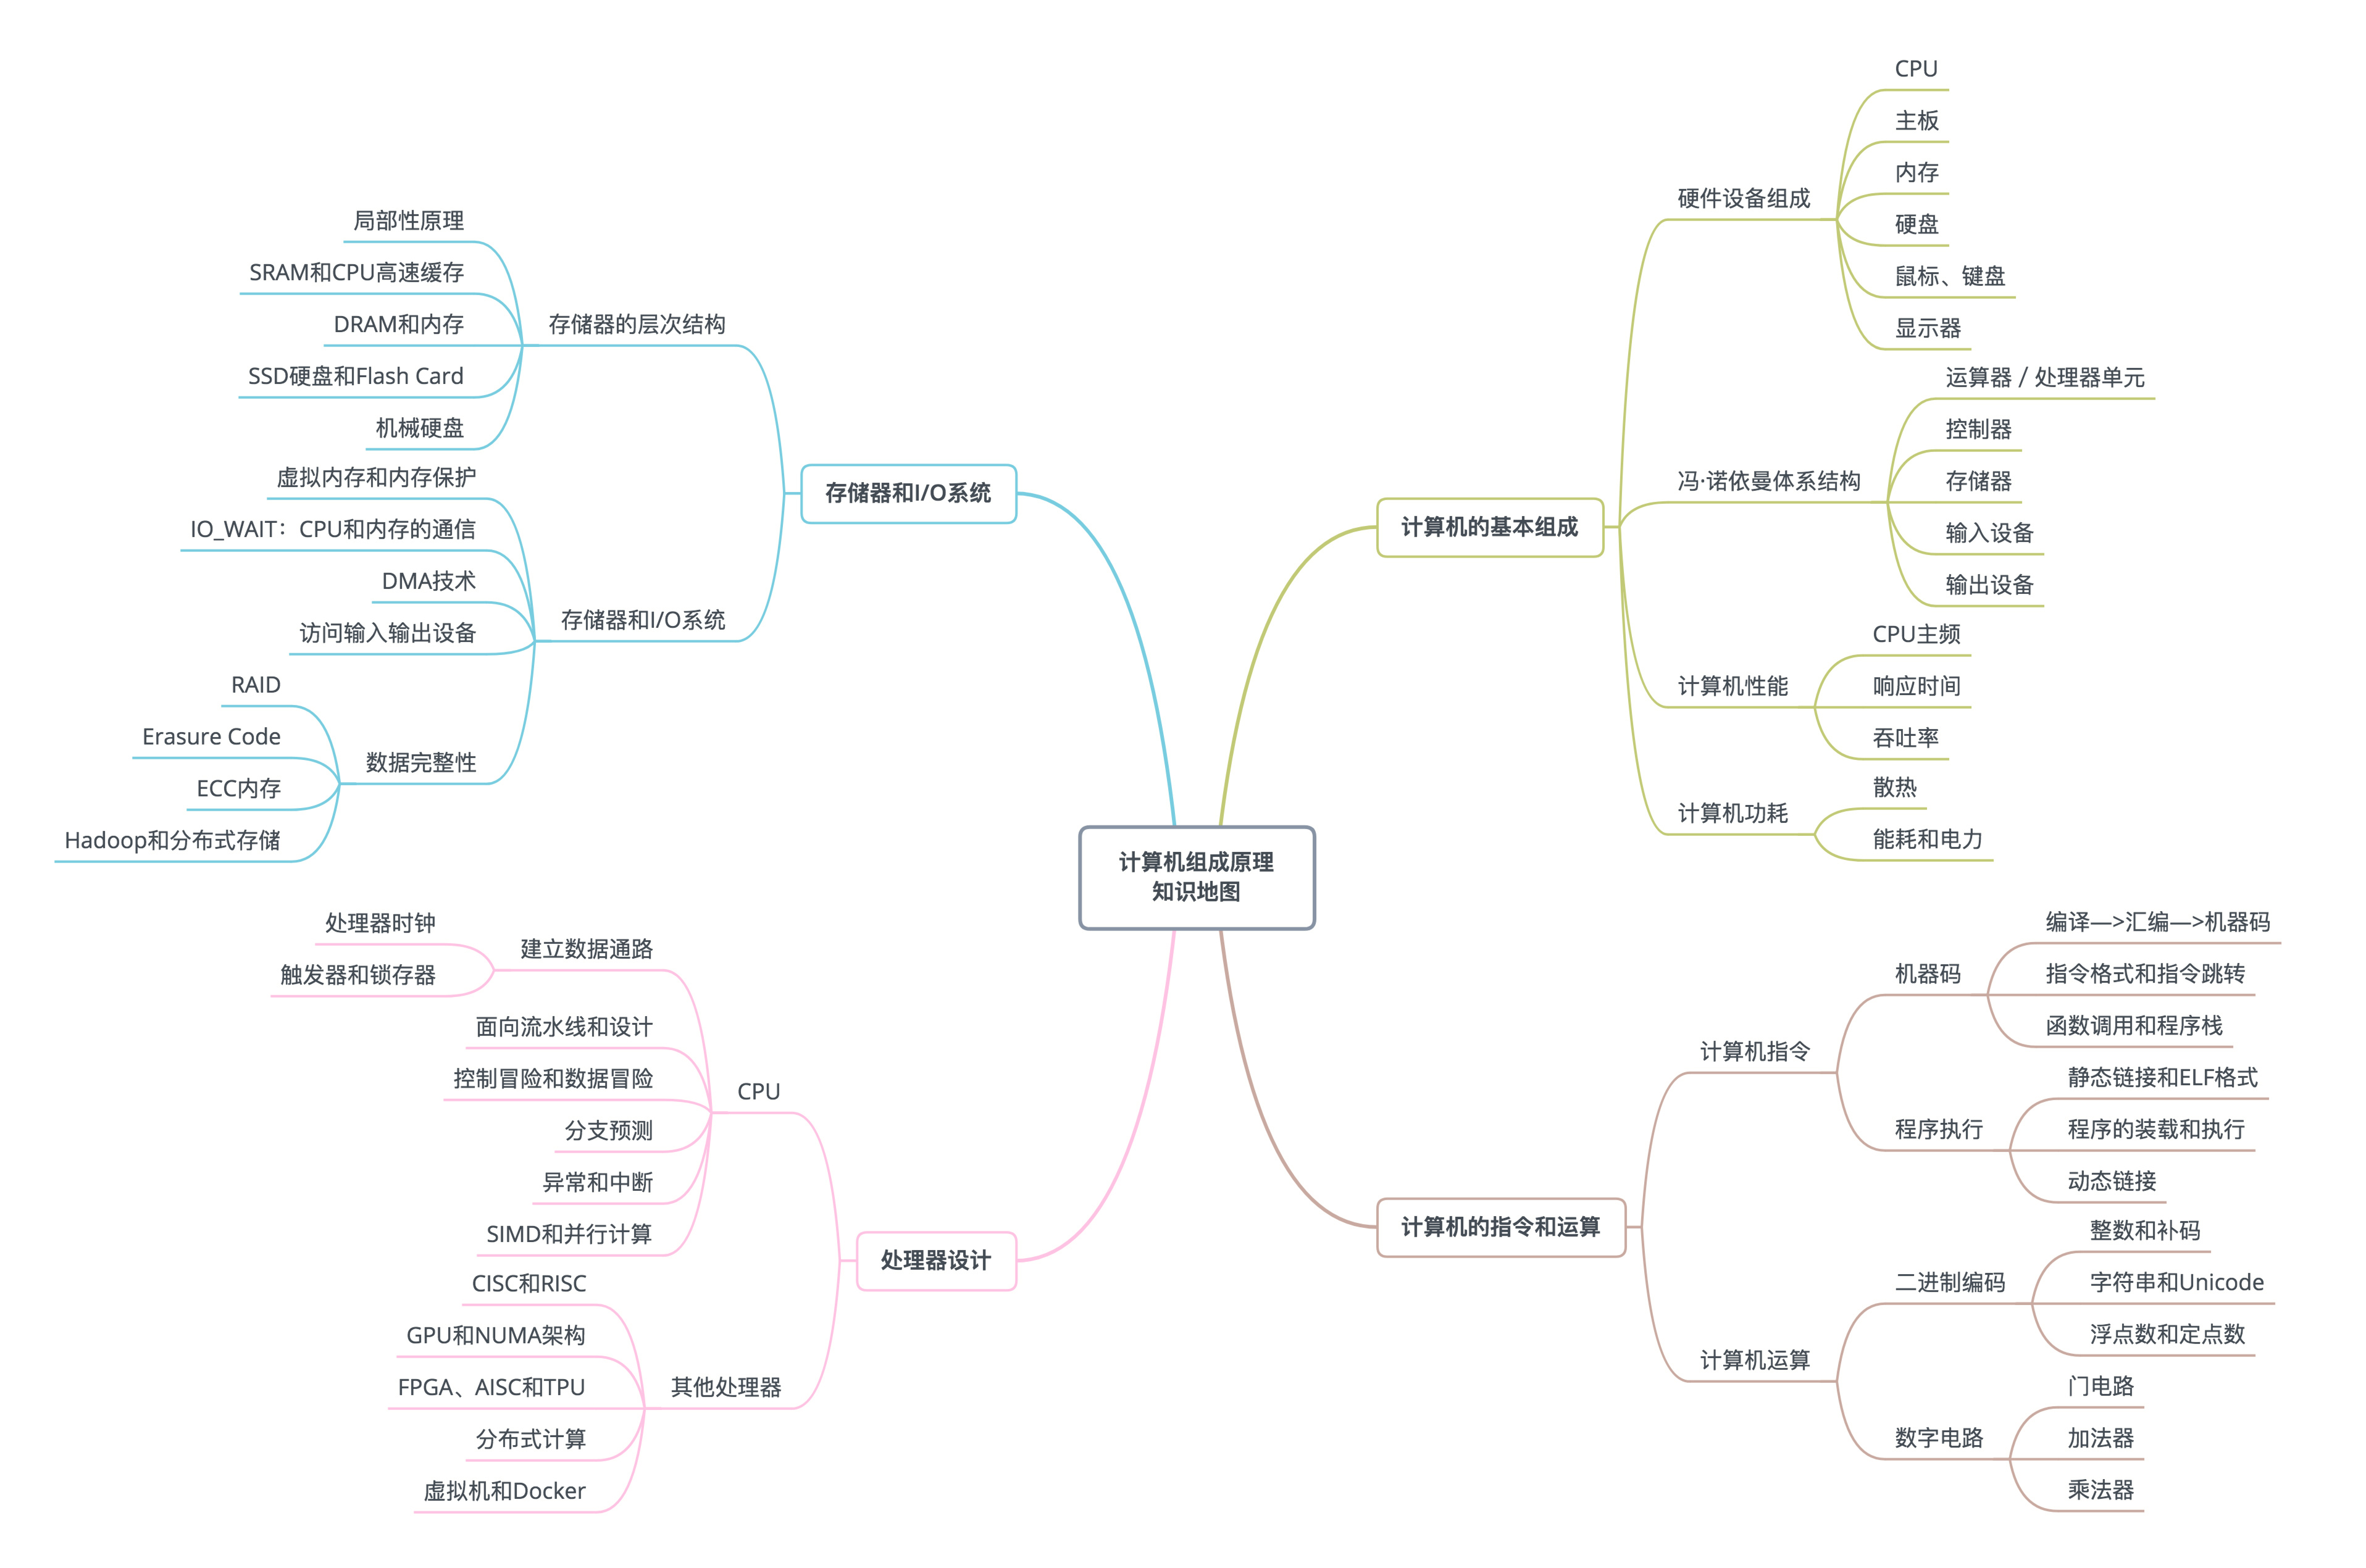 计算机组成原理
知识地图
计算机的基本组成
硬件设备组成
CPU
主板
内存
硬盘
鼠标、键盘
显示器
冯·诺依曼体系结构
运算器 / 处理器单元
控制器
存储器
输入设备
输出设备
计算机性能
CPU主频
响应时间
吞吐率
计算机功耗
散热
能耗和电力
计算机的指令和运算
计算机指令
机器码
编译—>汇编—>机器码
指令格式和指令跳转
函数调用和程序栈
程序执行
静态链接和ELF格式
程序的装载和执行
动态链接
计算机运算
二进制编码
整数和补码
字符串和Unicode
浮点数和定点数
数字电路
门电路
加法器
乘法器
存储器和I/O系统
存储器的层次结构
局部性原理
SRAM和CPU高速缓存
DRAM和内存
SSD硬盘和Flash Card
机械硬盘
存储器和I/O系统
虚拟内存和内存保护
IO_WAIT：CPU和内存的通信
DMA技术
访问输入输出设备
数据完整性
RAID
Erasure Code
ECC内存
Hadoop和分布式存储
处理器设计
CPU
建立数据通路
处理器时钟
触发器和锁存器
面向流水线和设计
控制冒险和数据冒险
分支预测
异常和中断
SIMD和并行计算
其他处理器
CISC和RISC
GPU和NUMA架构
FPGA、AISC和TPU
分布式计算
虚拟机和Docker